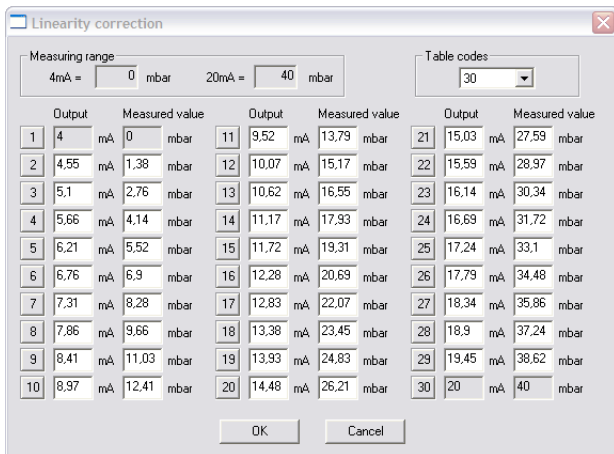 Linearity correction
Measuring range
4mA = 0 mbar 20mA = 40 mbar
Table codes
30
Output Measured value Output Measured value Output Measured value
1 4 mA 0 mbar 11 9,52 mA 13,79 mbar 21 15,03 mA 27,59 mbar
2 4,55 mA 1,38 mbar 12 10,07 mA 15,17 mbar 22 15,59 mA 28,97 mbar
3 5,1 mA 2,76 mbar 13 10,62 mA 16,55 mbar 23 16,14 mA 30,34 mbar
4 5,66 mA 4,14 mbar 14 11,17 mA 17,93 mbar 24 16,69 mA 31,72 mbar
5 6,21 mA 5,52 mbar 15 11,72 mA 19,31 mbar 25 17,24 mA 33,1 mbar
6 6,76 mA 6,9 mbar 16 12,28 mA 20,69 mbar 26 17,79 mA 34,48 mbar
7 7,31 mA 8,28 mbar 17 12,83 mA 22,07 mbar 27 18,34 mA 35,86 mbar
8 7,86 mA 9,66 mbar 18 13,38 mA 23,45 mbar 28 18,9 mA 37,24 mbar
9 8,41 mA 11,03 mbar 19 13,93 mA 24,83 mbar 29 19,45 mA 38,62 mbar
10 8,97 mA 12,41 mbar 20 14,48 mA 26,21 mbar 30 20 mA 40 mbar
OK Cancel